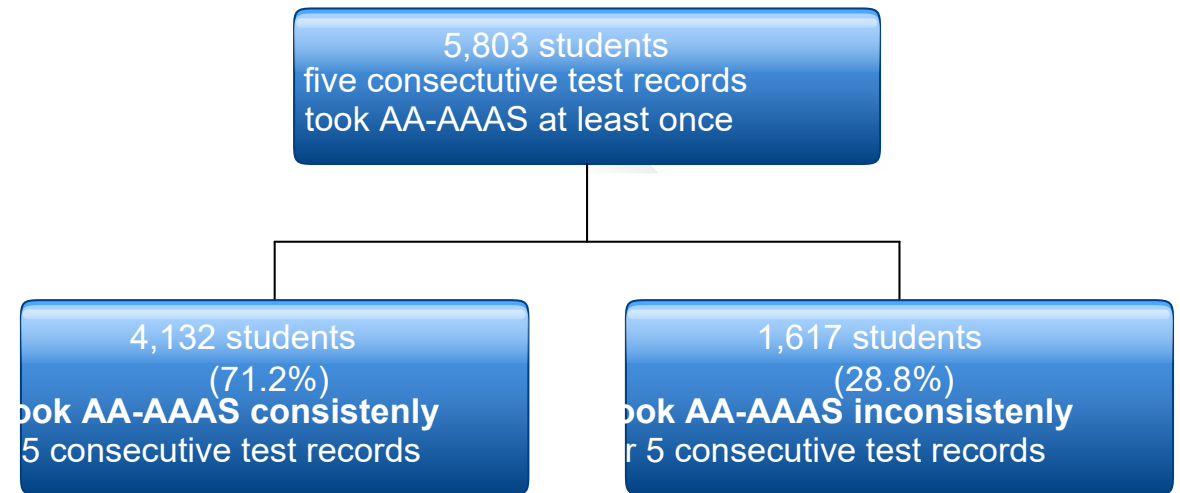 5,803 students
five consectutive test records
took AA-AAAS at least once
4,132 students
(71.2%)
ook AA-AAAS consistenly
5 consecutive test records
1,617 students
(28.8%)
ook AA-AAAS inconsistenly
r 5 consecutive test records